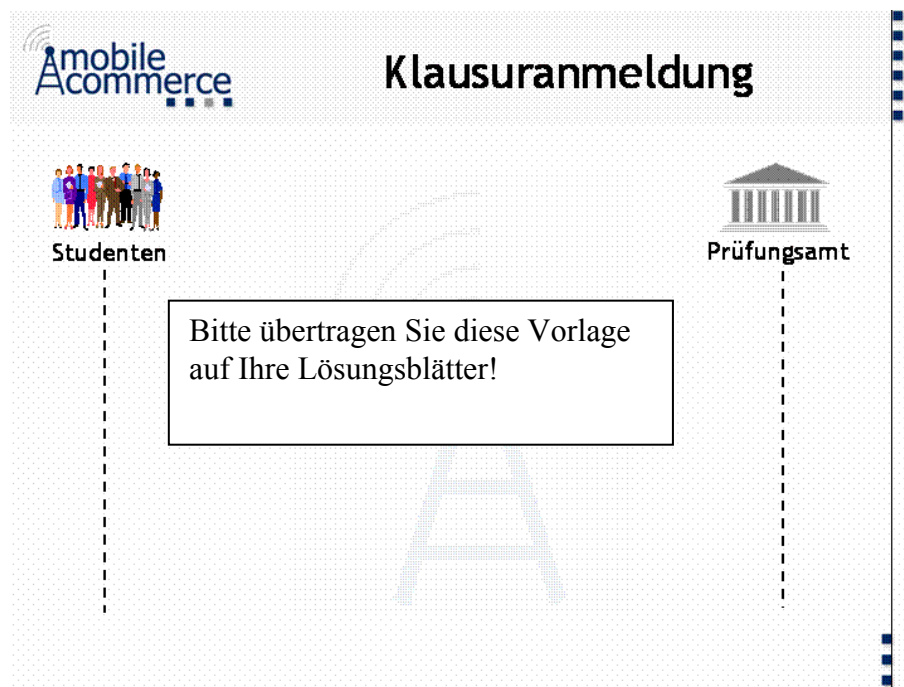 mobile
commerce
Klausuranmeldung
Studenten
Prüfungsamt
Bitte übertragen Sie diese Vorlage
auf Ihre Lösungsblätter!